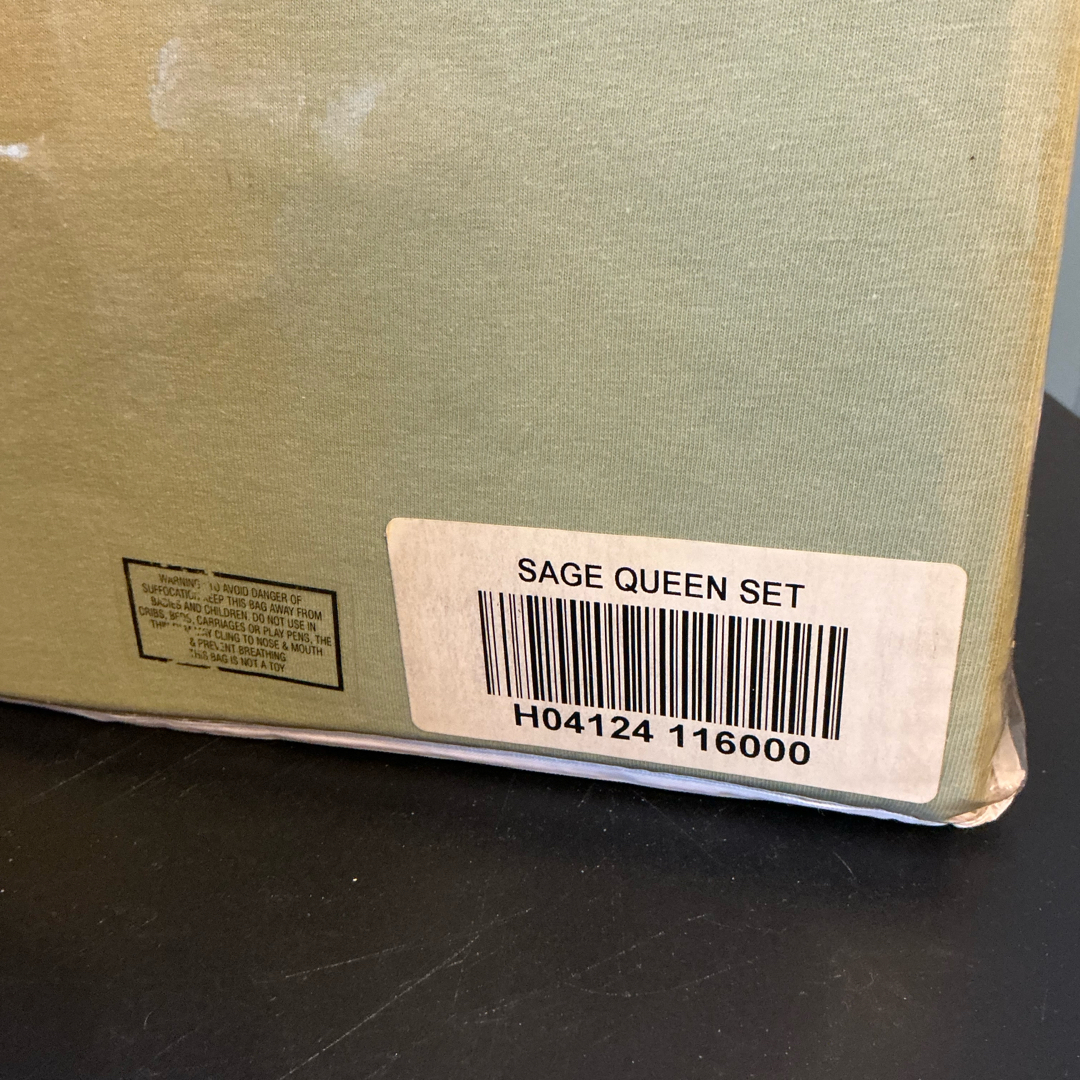 SAGE QUEEN SET
H04124 116000
WARNING TO AVOID DANGER OF
KEEP THIS BAG AWAY FROM
BABIES AND CHILDREN. DO NOT USE IN
CRIBS, BEDS, CARRIAGES OR PLAY PENS, THE
CLING TO NOSE & MOUTH
& PREVENT BREATHING
THIS BAG IS NOT A TOY